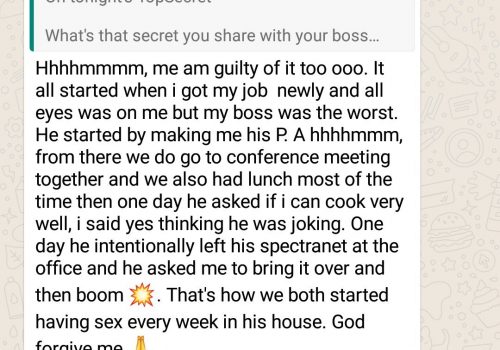 On tonight's TopSecret
What's that secret you share with your boss...
Hhhhmmmm, me am guilty of it too ooo. It
all started when i got my job  newly and all
eyes was on me but my boss was the worst.
He started by making me his P. A hhhhmmm,
from there we do go to conference meeting
together and we also had lunch most of the
time then one day he asked if i can cook very
well, i said yes thinking he was joking. One
day he intentionally left his spectranet at the
office and he asked me to bring it over and
then boom 💥. That's how we both started
having sex every week in his house. God
forgive me 🙏